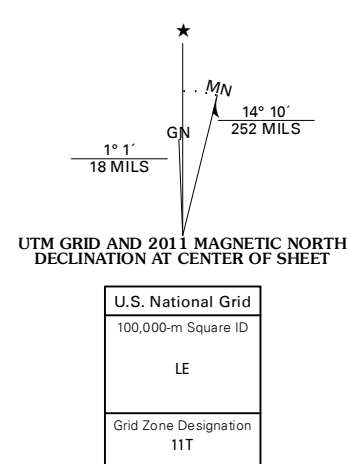 ★
MN
GN
14° 10´
252 MILS
1° 1´
18 MILS
UTM GRID AND 2011 MAGNETIC NORTH
DECLINATION AT CENTER OF SHEET
U.S. National Grid
100,000-m Square ID
LE
Grid Zone Designation
11T